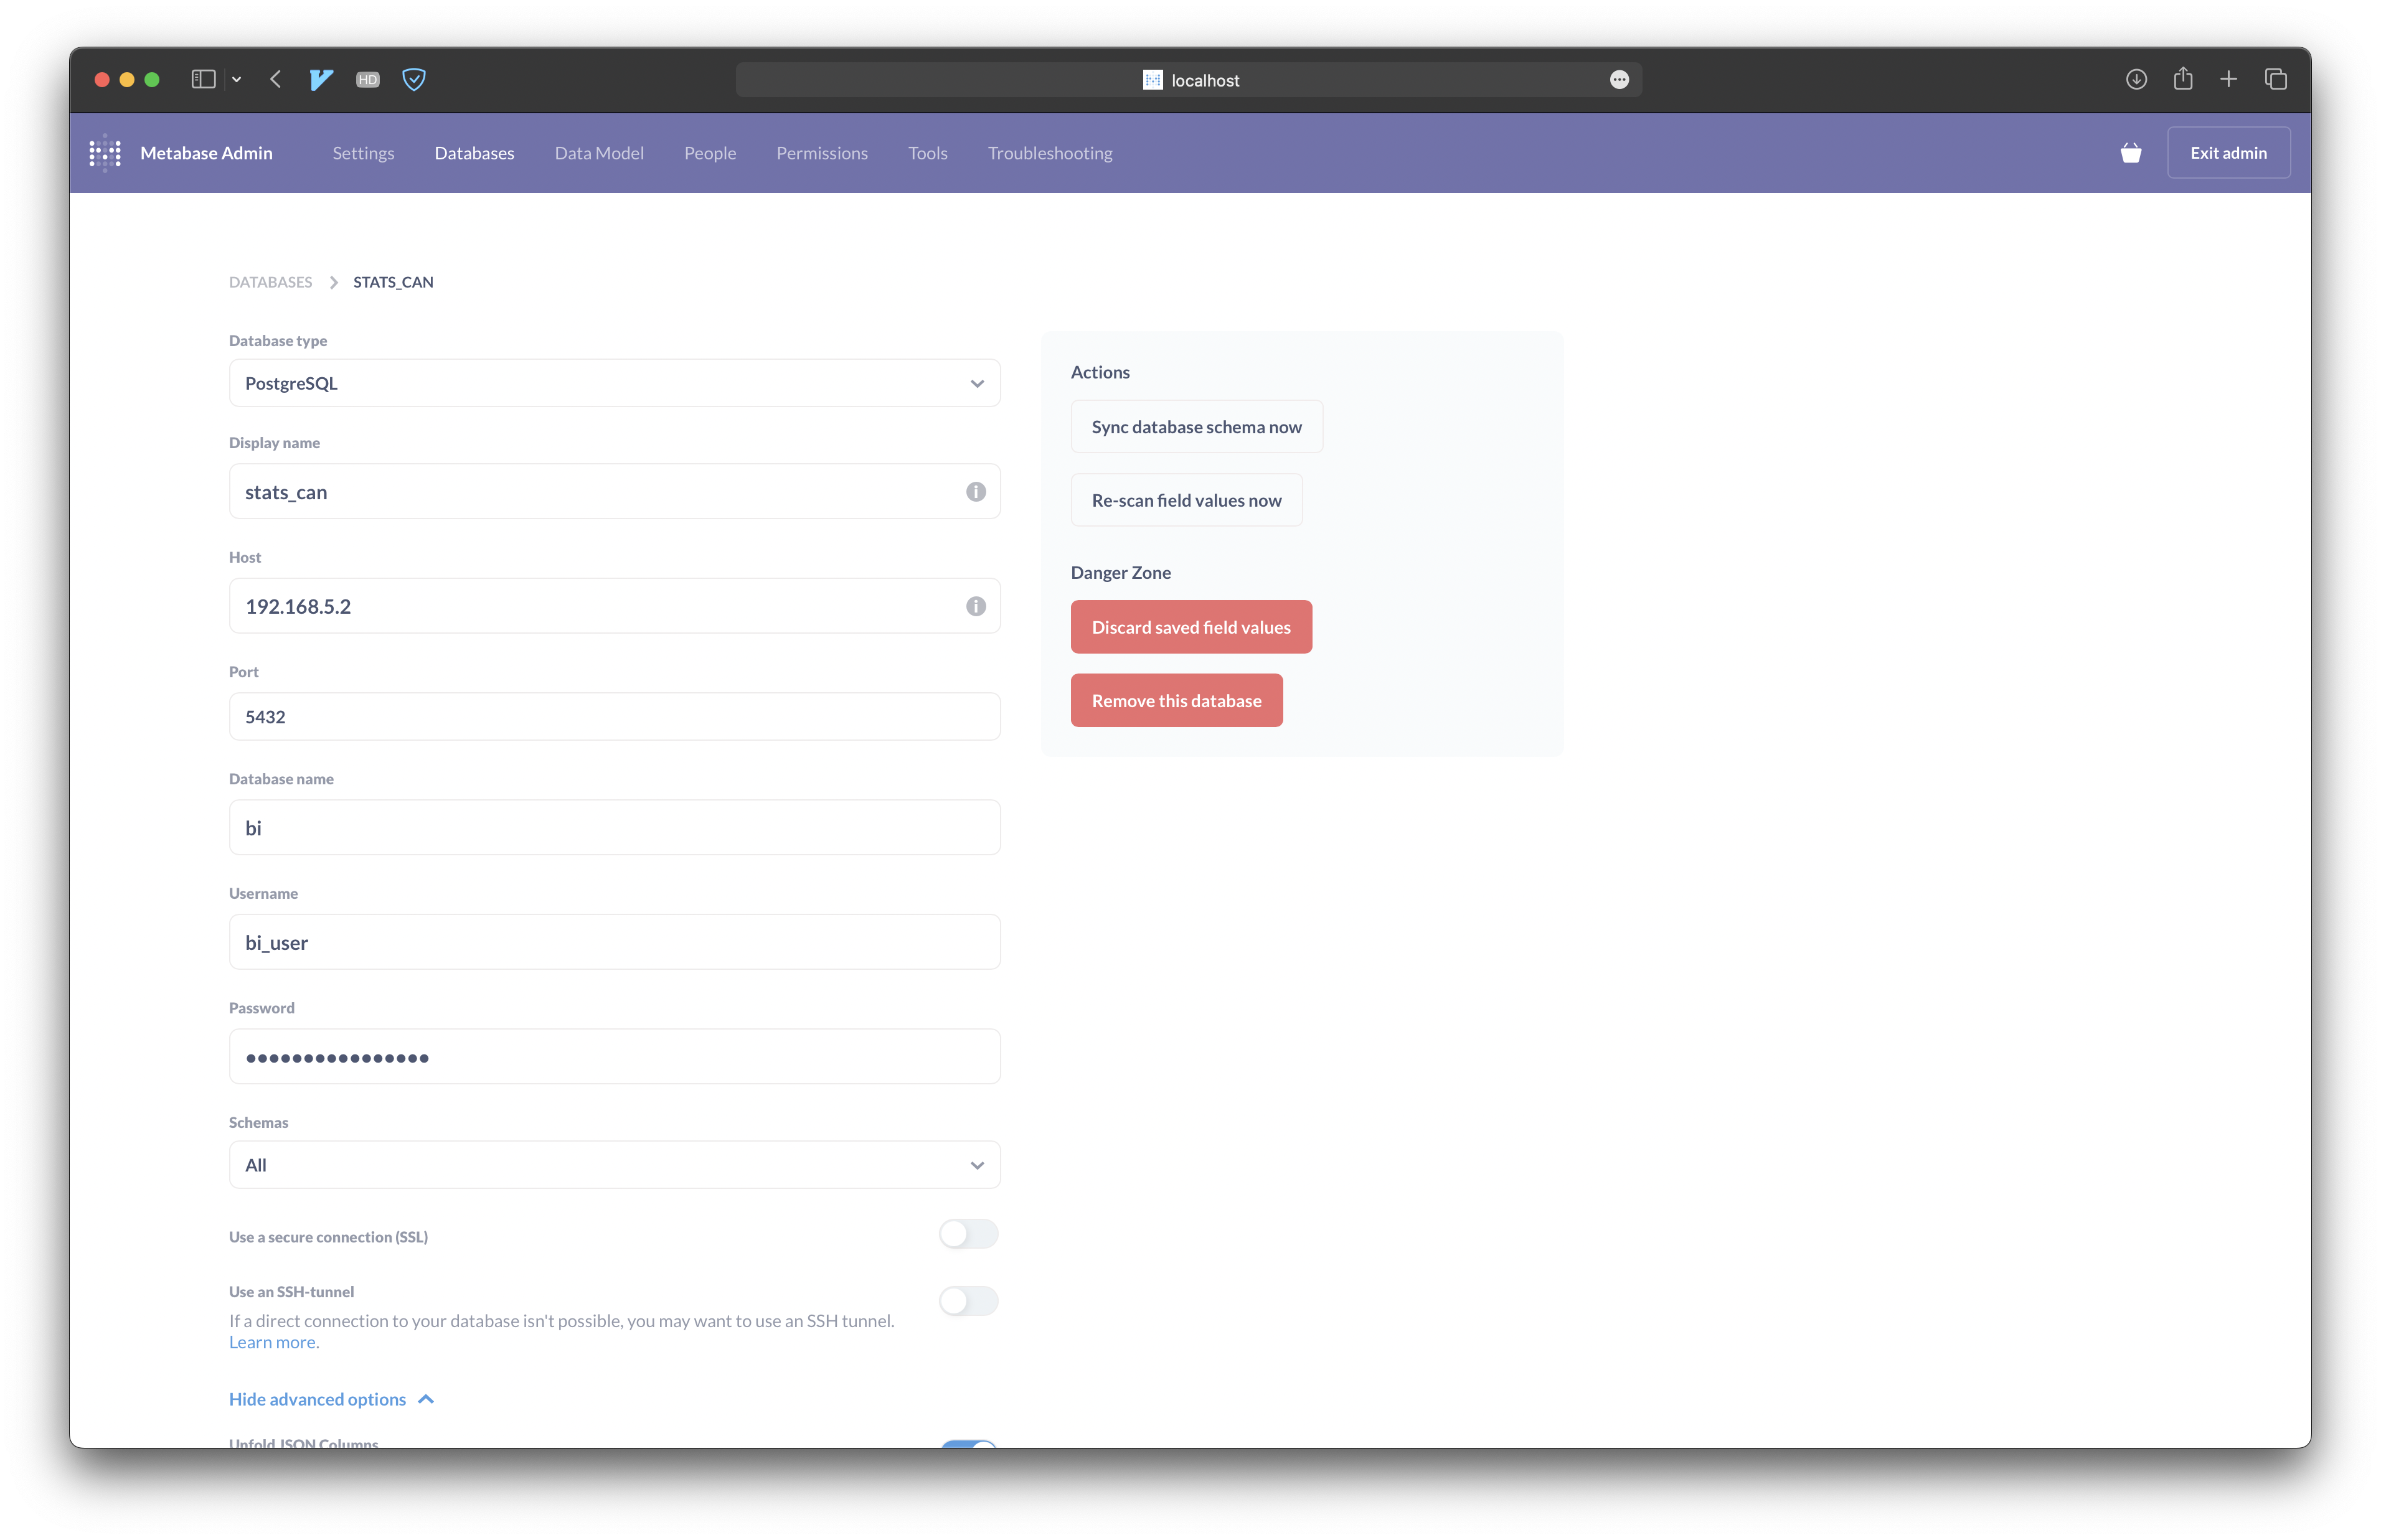 HD
localhost
Metabase Admin
Settings
Databases
Data Model
People
Permissions
Tools
Troubleshooting
Exit admin
DATABASES
STATS_CAN
Database type
PostgreSQL
Display name
stats_can
Host
192.168.5.2
Port
5432
Database name
bi
Username
bi_user
Password
••••••••••••••••
Schemas
All
Use a secure connection (SSL)
Use an SSH-tunnel
If a direct connection to your database isn't possible, you may want to use an SSH tunnel.
Learn more.
Hide advanced options
Unfold JSON Columns
Actions
Sync database schema now
Re-scan field values now
Danger Zone
Discard saved field values
Remove this database